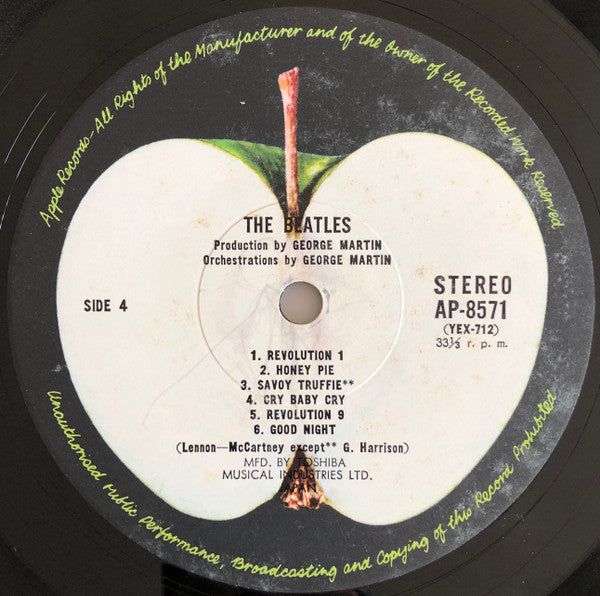 Apple Records—All Rights of the Manufacturer and of the Owner of the Recorded Work Reserved
THE BEATLES
Production by GEORGE MARTIN
Orchestrations by GEORGE MARTIN
SIDE 4
STEREO
AP-8571
(YEX-712)
33⅓ r. p. m.
1. REVOLUTION 1
2. HONEY PIE
3. SAVOY TRUFFIE**
4. CRY BABY CRY
5. REVOLUTION 9
6. GOOD NIGHT
(Lennon—McCartney except** G. Harrison)
MFD. BY TOSHIBA
MUSICAL INDUSTRIES LTD.
JAPAN
Unauthorised Public Performance, Broadcasting and Copying of this Record Prohibited